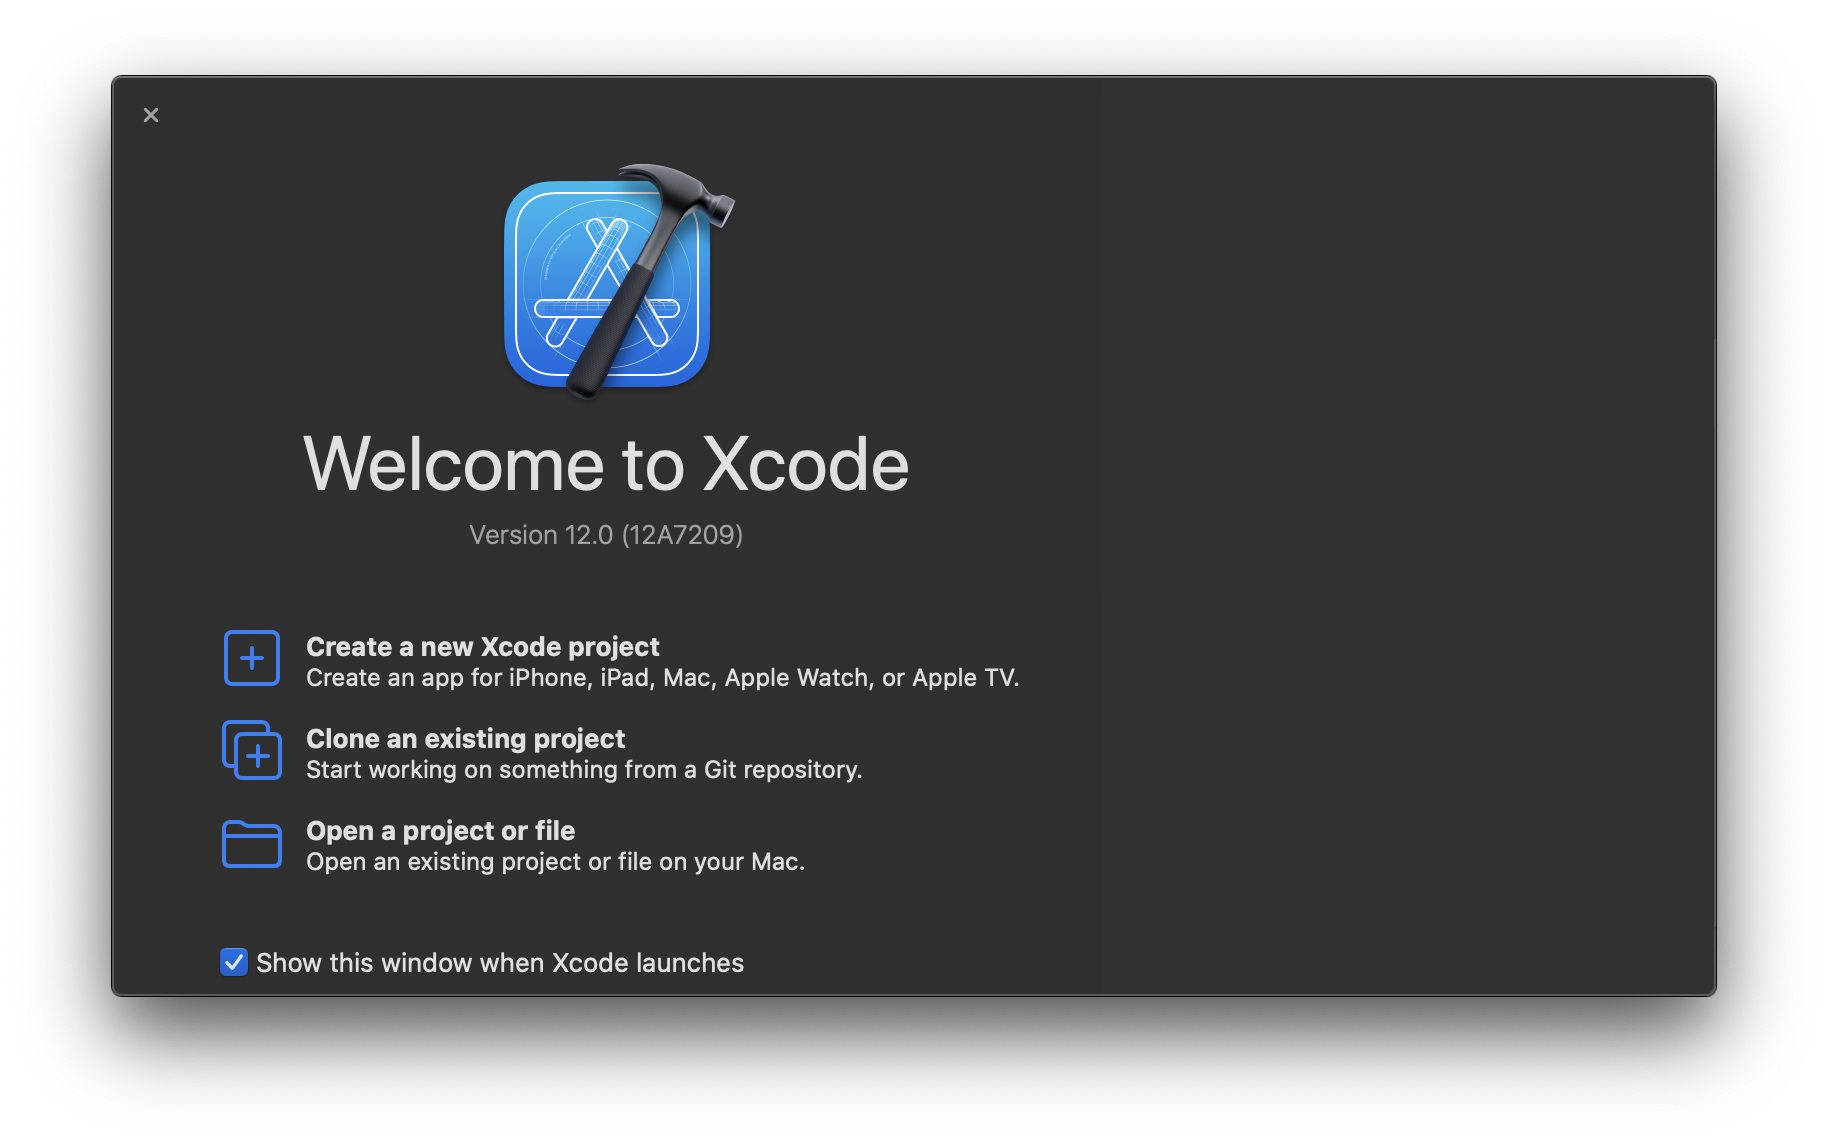 Welcome to Xcode
Version 12.0 (12A7209)
Create a new Xcode project
Create an app for iPhone, iPad, Mac, Apple Watch, or Apple TV.
Clone an existing project
Start working on something from a Git repository.
Open a project or file
Open an existing project or file on your Mac.
Show this window when Xcode launches